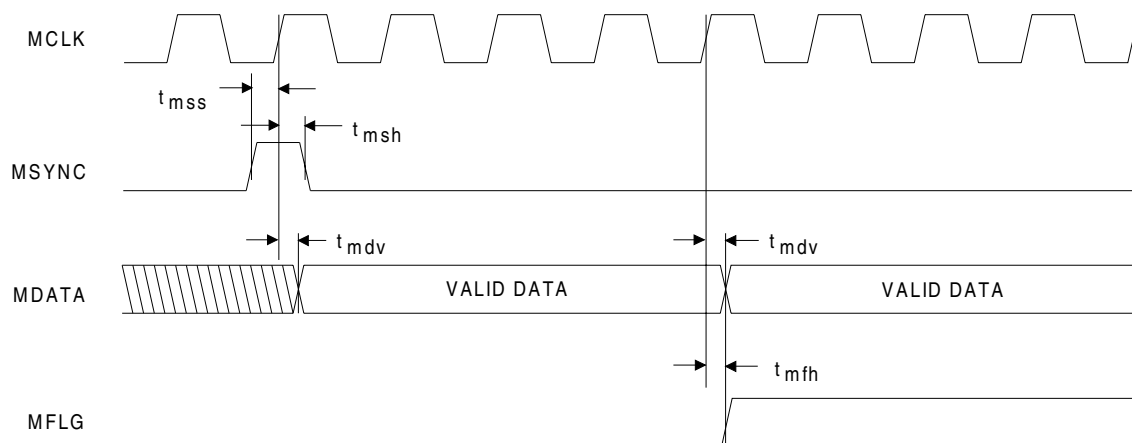 MCLK
t mss
t msh
MSYNC
t mdv
t mdv
MDATA
VALID DATA
VALID DATA
t mfh
MFLG